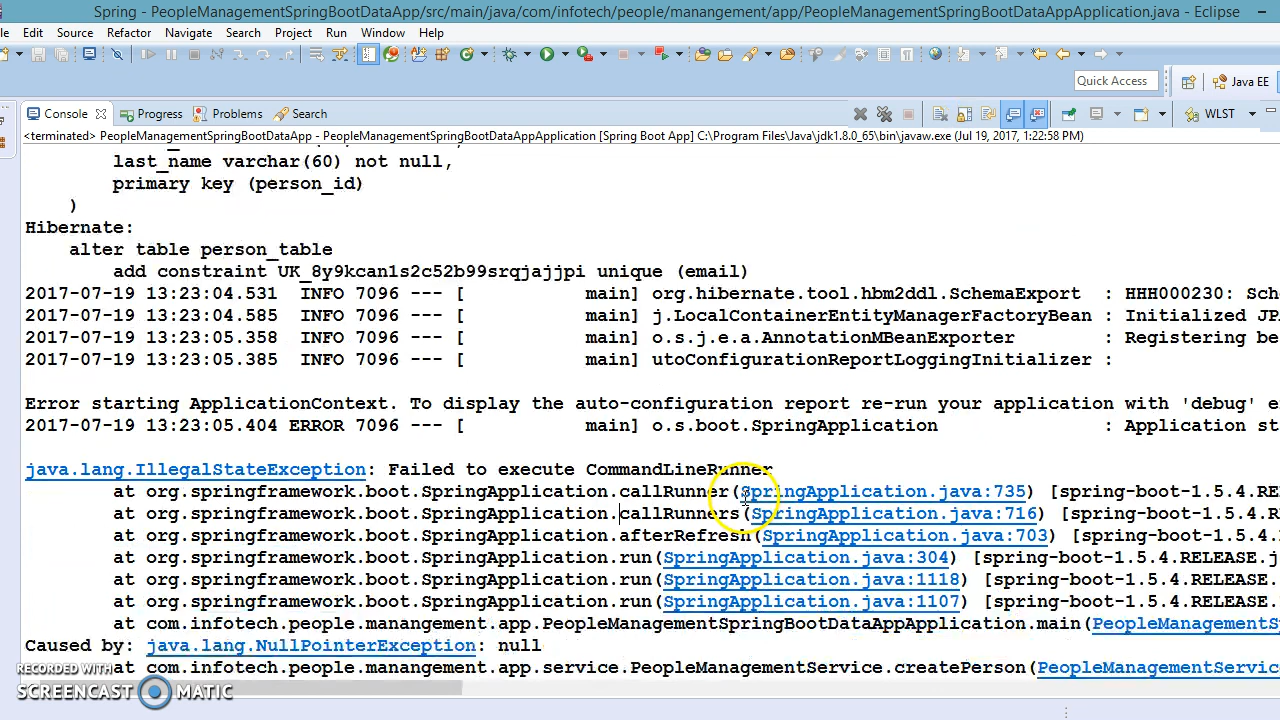 Spring - PeopleManagementSpringBootDataApp/src/main/java/com/infotech/people/manangement/app/PeopleManagementSpringBootDataAppApplication.java - Eclipse
le Edit Source Refactor Navigate Search Project Run Window Help
Quick Access Java EE
Console Progress Problems Search WLST
<terminated> PeopleManagementSpringBootDataApp - PeopleManagementSpringBootDataAppApplication [Spring Boot App] C:\Program Files\Java\jdk1.8.0_65\bin\javaw.exe (Jul 19, 2017, 1:22:58 PM)
last_name varchar(60) not null,
primary key (person_id)
)
Hibernate:
alter table person_table
add constraint UK_8y9kcan1s2c52b99srqjajjpi unique (email)
2017-07-19 13:23:04.531 INFO 7096 --- [ main] org.hibernate.tool.hbm2ddl.SchemaExport : HHH000230: Sch
2017-07-19 13:23:04.585 INFO 7096 --- [ main] j.LocalContainerEntityManagerFactoryBean : Initialized JP
2017-07-19 13:23:05.358 INFO 7096 --- [ main] o.s.j.e.a.AnnotationMBeanExporter : Registering be
2017-07-19 13:23:05.385 INFO 7096 --- [ main] utoConfigurationReportLoggingInitializer :
Error starting ApplicationContext. To display the auto-configuration report re-run your application with 'debug' e
2017-07-19 13:23:05.404 ERROR 7096 --- [ main] o.s.boot.SpringApplication : Application st
java.lang.IllegalStateException: Failed to execute CommandLineRunner
at org.springframework.boot.SpringApplication.callRunner(SpringApplication.java:735) [spring-boot-1.5.4.RE
at org.springframework.boot.SpringApplication.callRunners(SpringApplication.java:716) [spring-boot-1.5.4.R
at org.springframework.boot.SpringApplication.afterRefresh(SpringApplication.java:703) [spring-boot-1.5.4.
at org.springframework.boot.SpringApplication.run(SpringApplication.java:304) [spring-boot-1.5.4.RELEASE.j
at org.springframework.boot.SpringApplication.run(SpringApplication.java:1118) [spring-boot-1.5.4.RELEASE.
at org.springframework.boot.SpringApplication.run(SpringApplication.java:1107) [spring-boot-1.5.4.RELEASE.
at com.infotech.people.manangement.app.PeopleManagementSpringBootDataAppApplication.main(PeopleManagementS
Caused by: java.lang.NullPointerException: null
at com.infotech.people.manangement.app.service.PeopleManagementService.createPerson(PeopleManagementServic
RECORDED WITH
SCREENCAST MATIC